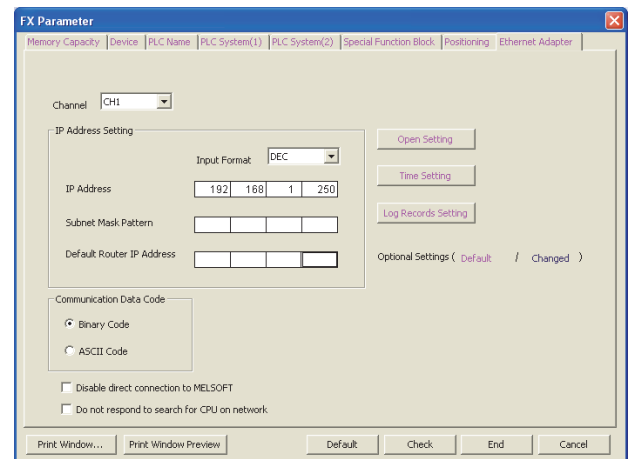 FX Parameter
Memory Capacity Device PLC Name PLC System(1) PLC System(2) Special Function Block Positioning Ethernet Adapter
Channel CH1
IP Address Setting
Input Format DEC
IP Address 192 168 1 250
Subnet Mask Pattern
Default Router IP Address
Open Setting
Time Setting
Log Records Setting
Optional Settings ( Default / Changed )
Communication Data Code
Binary Code
ASCII Code
Disable direct connection to MELSOFT
Do not respond to search for CPU on network
Print Window... Print Window Preview Default Check End Cancel